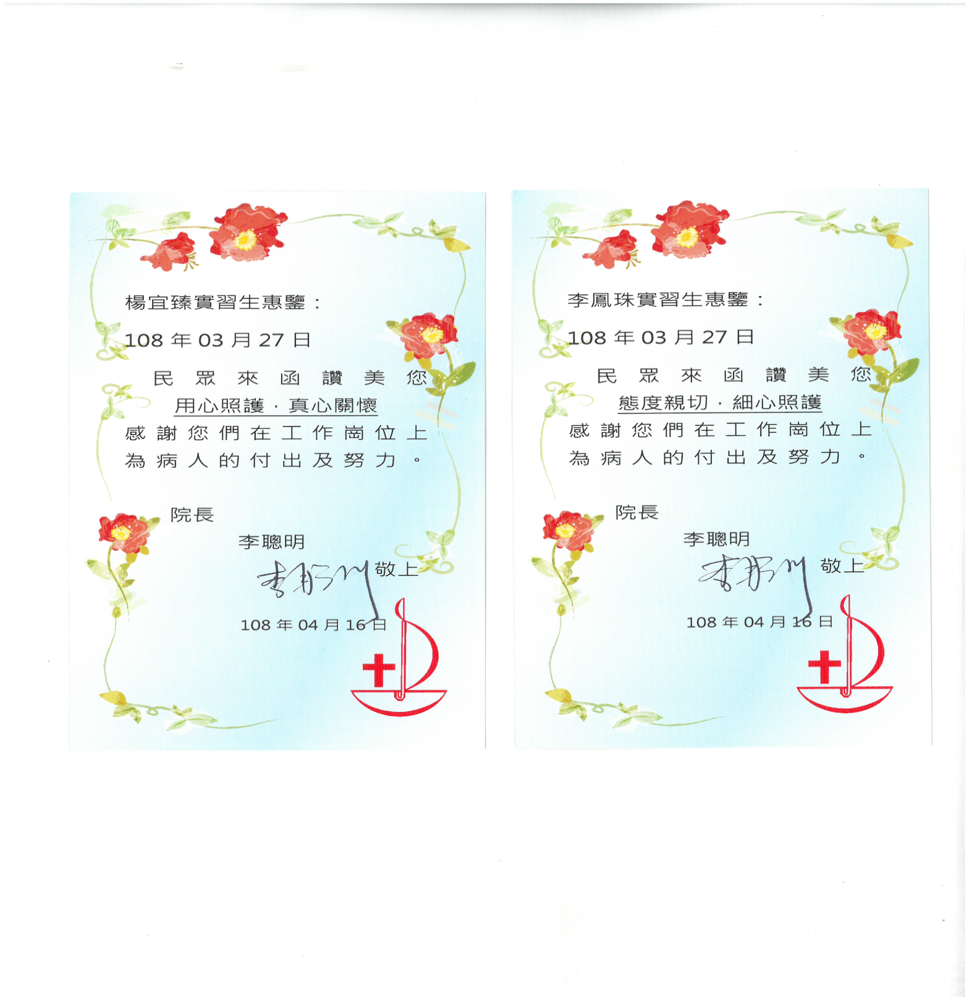 楊宜臻實習生惠鑒：
108 年 03 月 27 日
民眾來函讚美您
用心照護，真心關懷
感謝您們在工作崗位上
為病人的付出及努力。
院長
李聰明
李聰明
敬上
108 年 04 月 16 日
李鳳珠實習生惠鑒：
108 年 03 月 27 日
民眾來函讚美您
態度親切，細心照護
感謝您們在工作崗位上
為病人的付出及努力。
院長
李聰明
李聰明
敬上
108 年 04 月 16 日